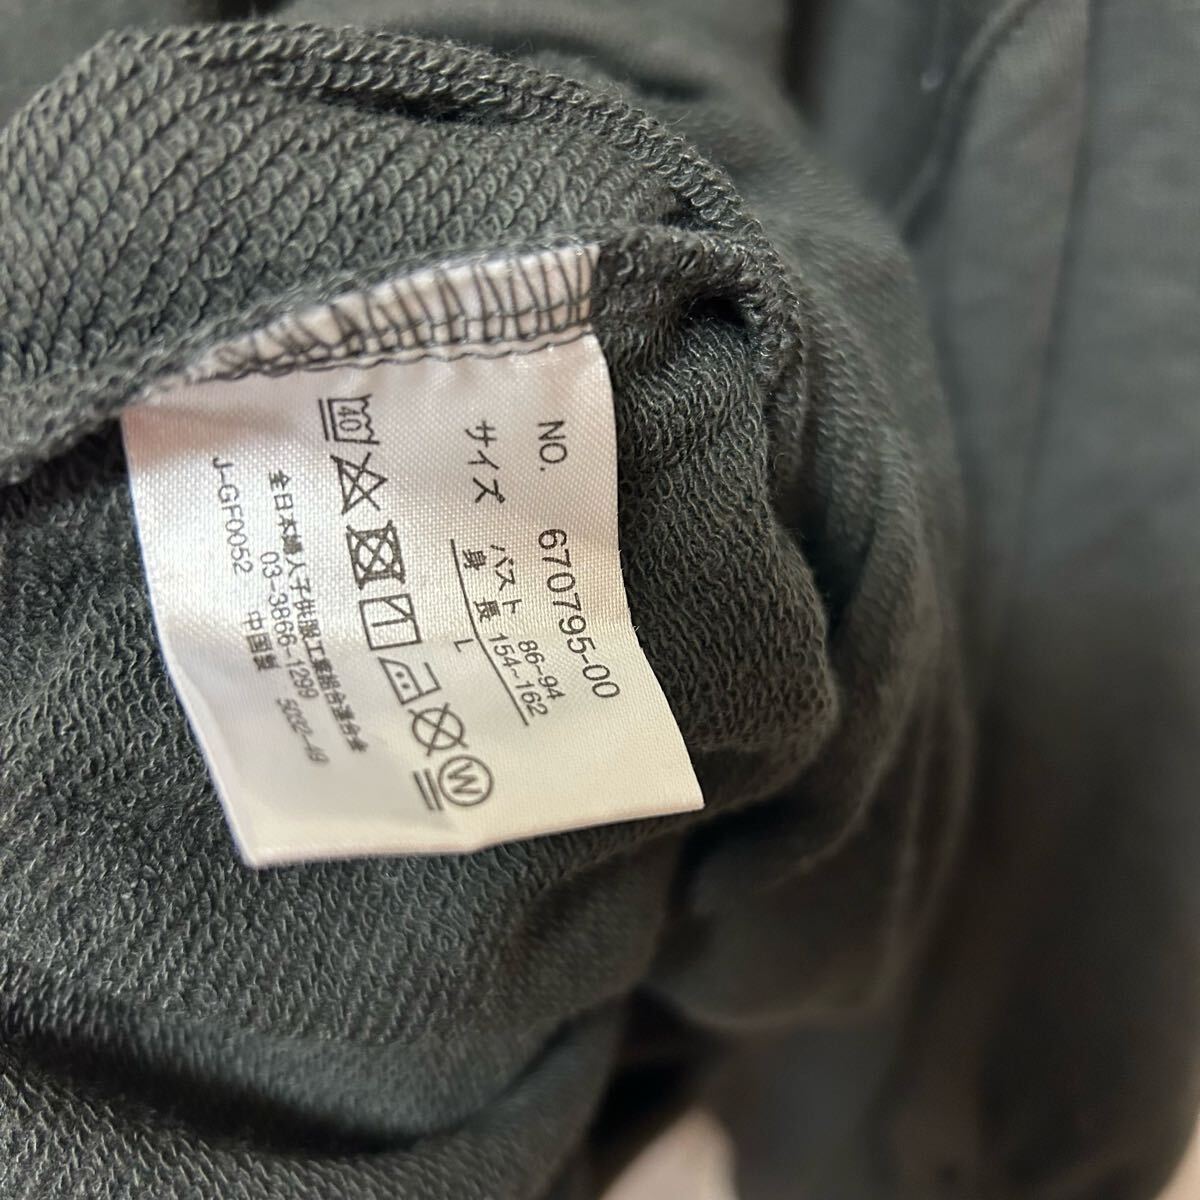 NO. 670795-00
サイズ バスト 86~94
身長 154~162
L
40
W
全日本婦人子供服工業組合連合会
03-3866-1299 5032-49
J-GF0052 中国製